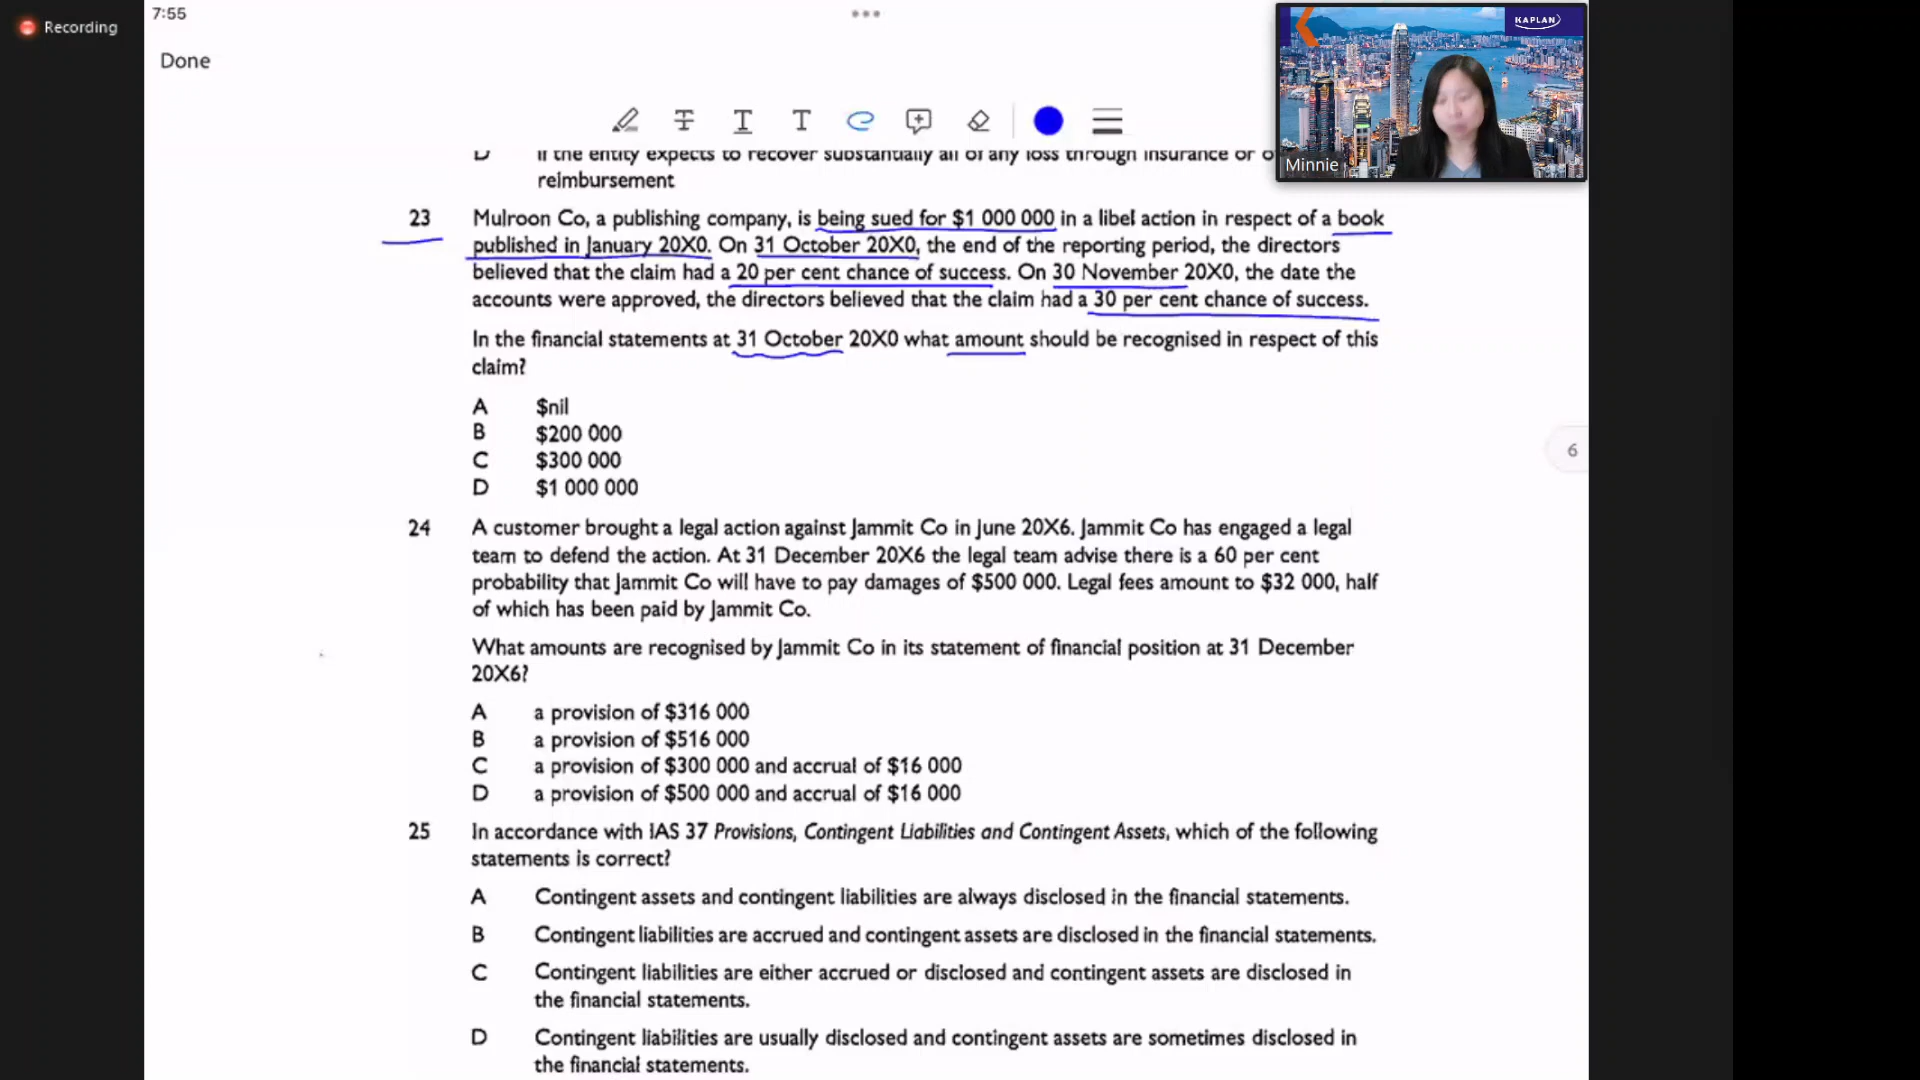 Recording
7:55
Done
KAPLAN
Minnie
D if the entity expects to recover substantially all of any loss through insurance or o
reimbursement
23 Mulroon Co, a publishing company, is being sued for $1 000 000 in a libel action in respect of a book
published in January 20X0. On 31 October 20X0, the end of the reporting period, the directors
believed that the claim had a 20 per cent chance of success. On 30 November 20X0, the date the
accounts were approved, the directors believed that the claim had a 30 per cent chance of success.
In the financial statements at 31 October 20X0 what amount should be recognised in respect of this
claim?
A $nil
B $200 000
C $300 000
D $1 000 000
6
24 A customer brought a legal action against Jammit Co in June 20X6. Jammit Co has engaged a legal
team to defend the action. At 31 December 20X6 the legal team advise there is a 60 per cent
probability that Jammit Co will have to pay damages of $500 000. Legal fees amount to $32 000, half
of which has been paid by Jammit Co.
What amounts are recognised by Jammit Co in its statement of financial position at 31 December
20X6?
A a provision of $316 000
B a provision of $516 000
C a provision of $300 000 and accrual of $16 000
D a provision of $500 000 and accrual of $16 000
25 In accordance with IAS 37 Provisions, Contingent Liabilities and Contingent Assets, which of the following
statements is correct?
A Contingent assets and contingent liabilities are always disclosed in the financial statements.
B Contingent liabilities are accrued and contingent assets are disclosed in the financial statements.
C Contingent liabilities are either accrued or disclosed and contingent assets are disclosed in
the financial statements.
D Contingent liabilities are usually disclosed and contingent assets are sometimes disclosed in
the financial statements.